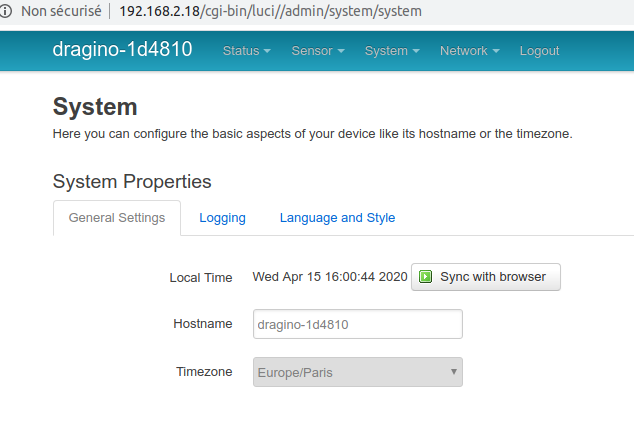 Non sécurisé 192.168.2.18/cgi-bin/luci//admin/system/system
dragino-1d4810 Status Sensor System Network Logout
System
Here you can configure the basic aspects of your device like its hostname or the timezone.
System Properties
General Settings Logging Language and Style
Local Time Wed Apr 15 16:00:44 2020 Sync with browser
Hostname dragino-1d4810
Timezone Europe/Paris